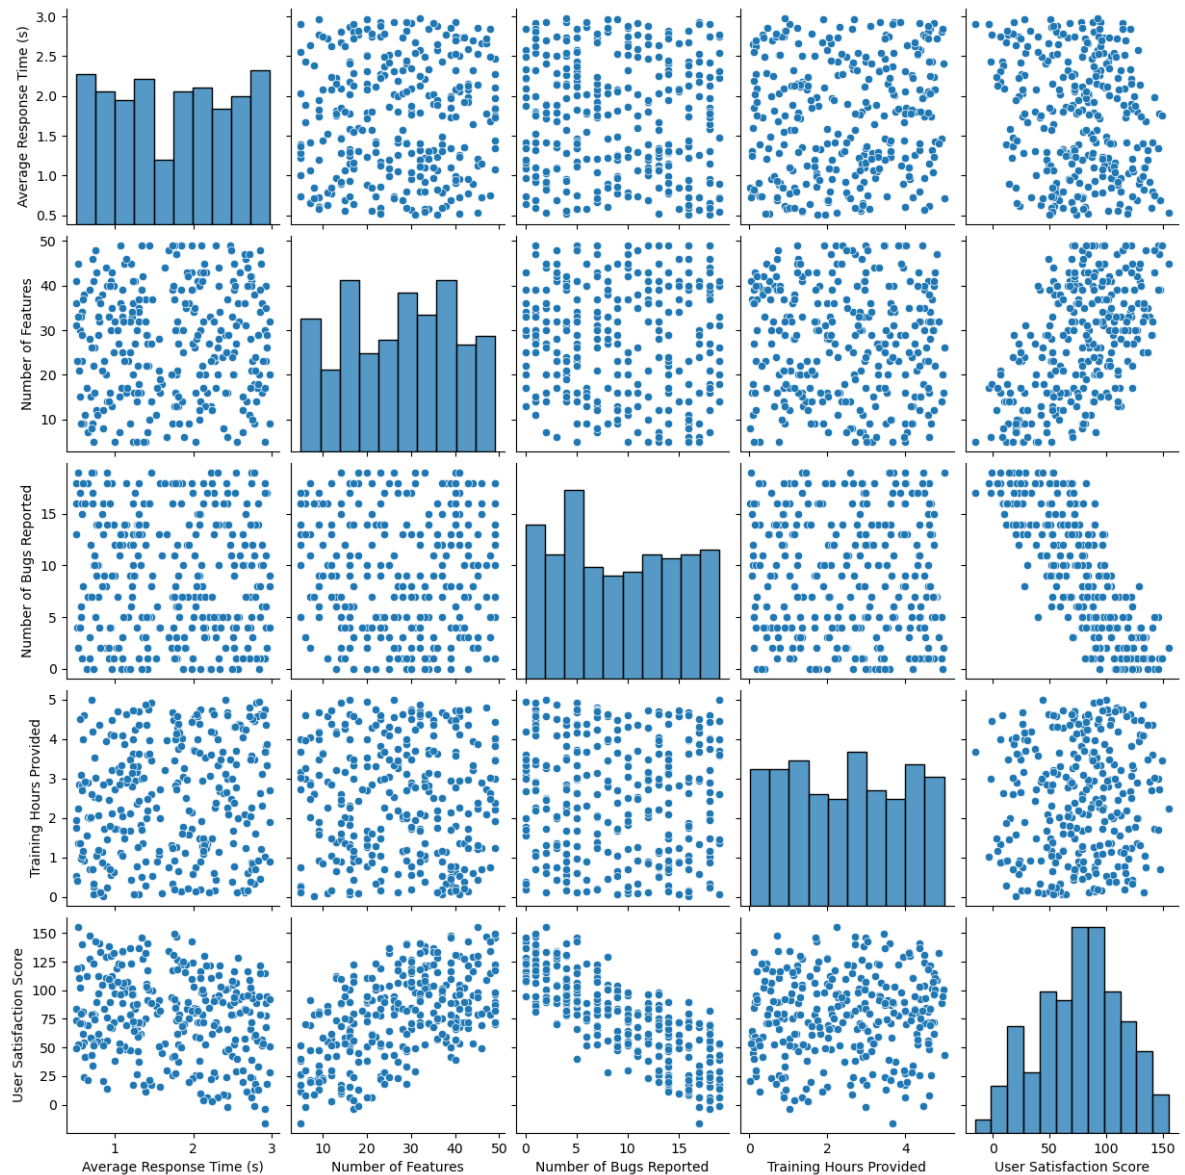 Average Response Time (s)
3.0
2.5
2.0
1.5
1.0
0.5
Number of Features
50
40
30
20
10
Number of Bugs Reported
15
10
5
0
Training Hours Provided
5
4
3
2
1
0
User Satisfaction Score
150
125
100
75
50
25
0
1 2 3
10 20 30 40 50
0 5 10 15
0 2 4
0 50 100 150
Average Response Time (s) Number of Features Number of Bugs Reported Training Hours Provided User Satisfaction Score